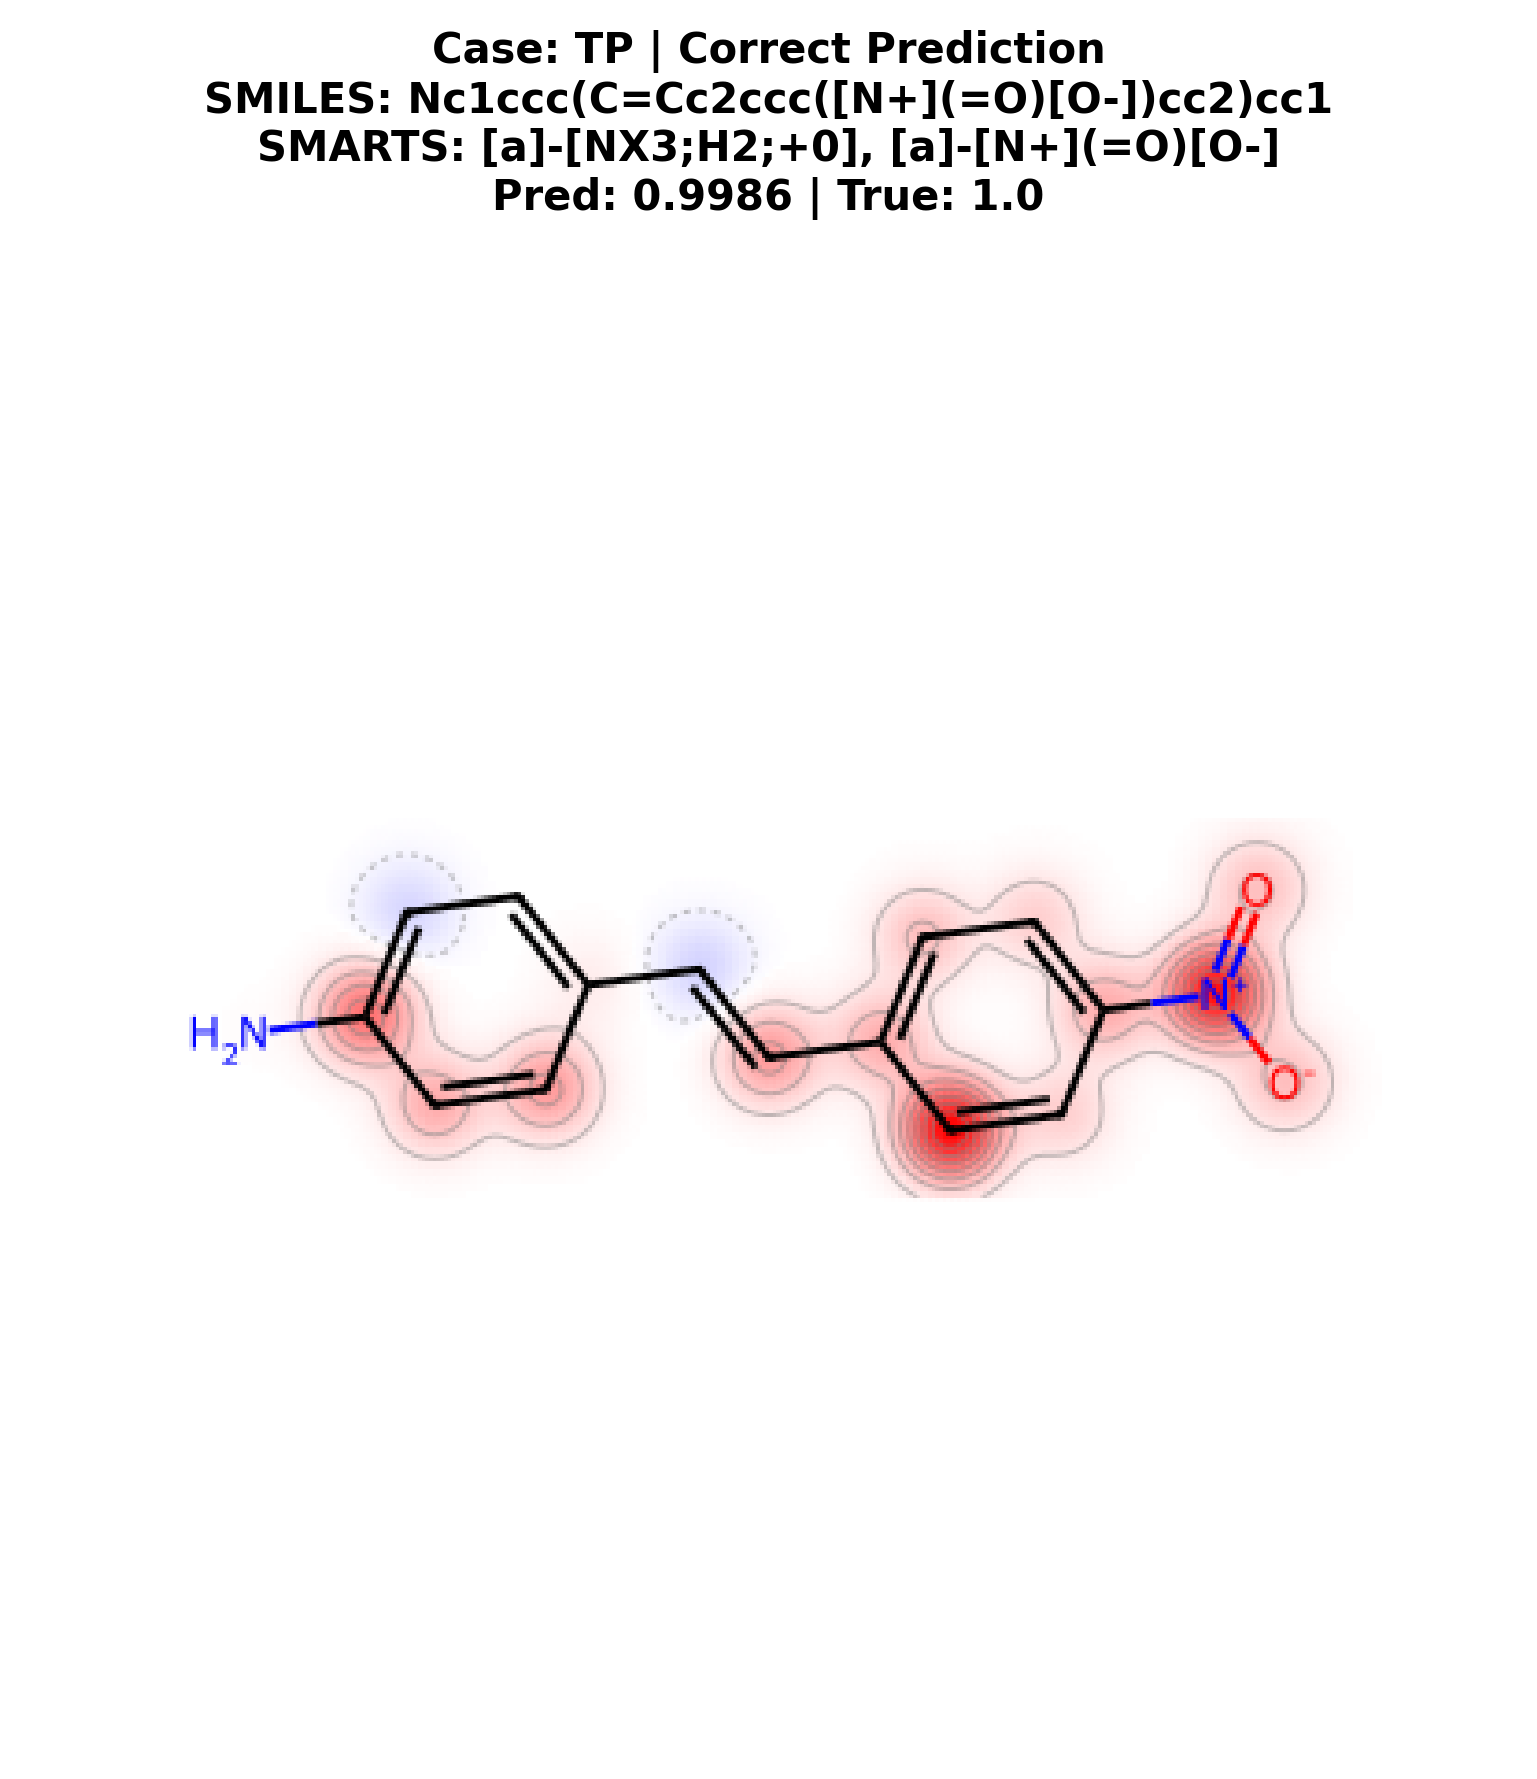 Case: TP | Correct Prediction
SMILES: Nc1ccc(C=Cc2ccc([N+](=O)[O-])cc2)cc1
SMARTS: [a]-[NX3;H2;+0], [a]-[N+](=O)[O-]
Pred: 0.9986 | True: 1.0
O
N+
H2N
O-